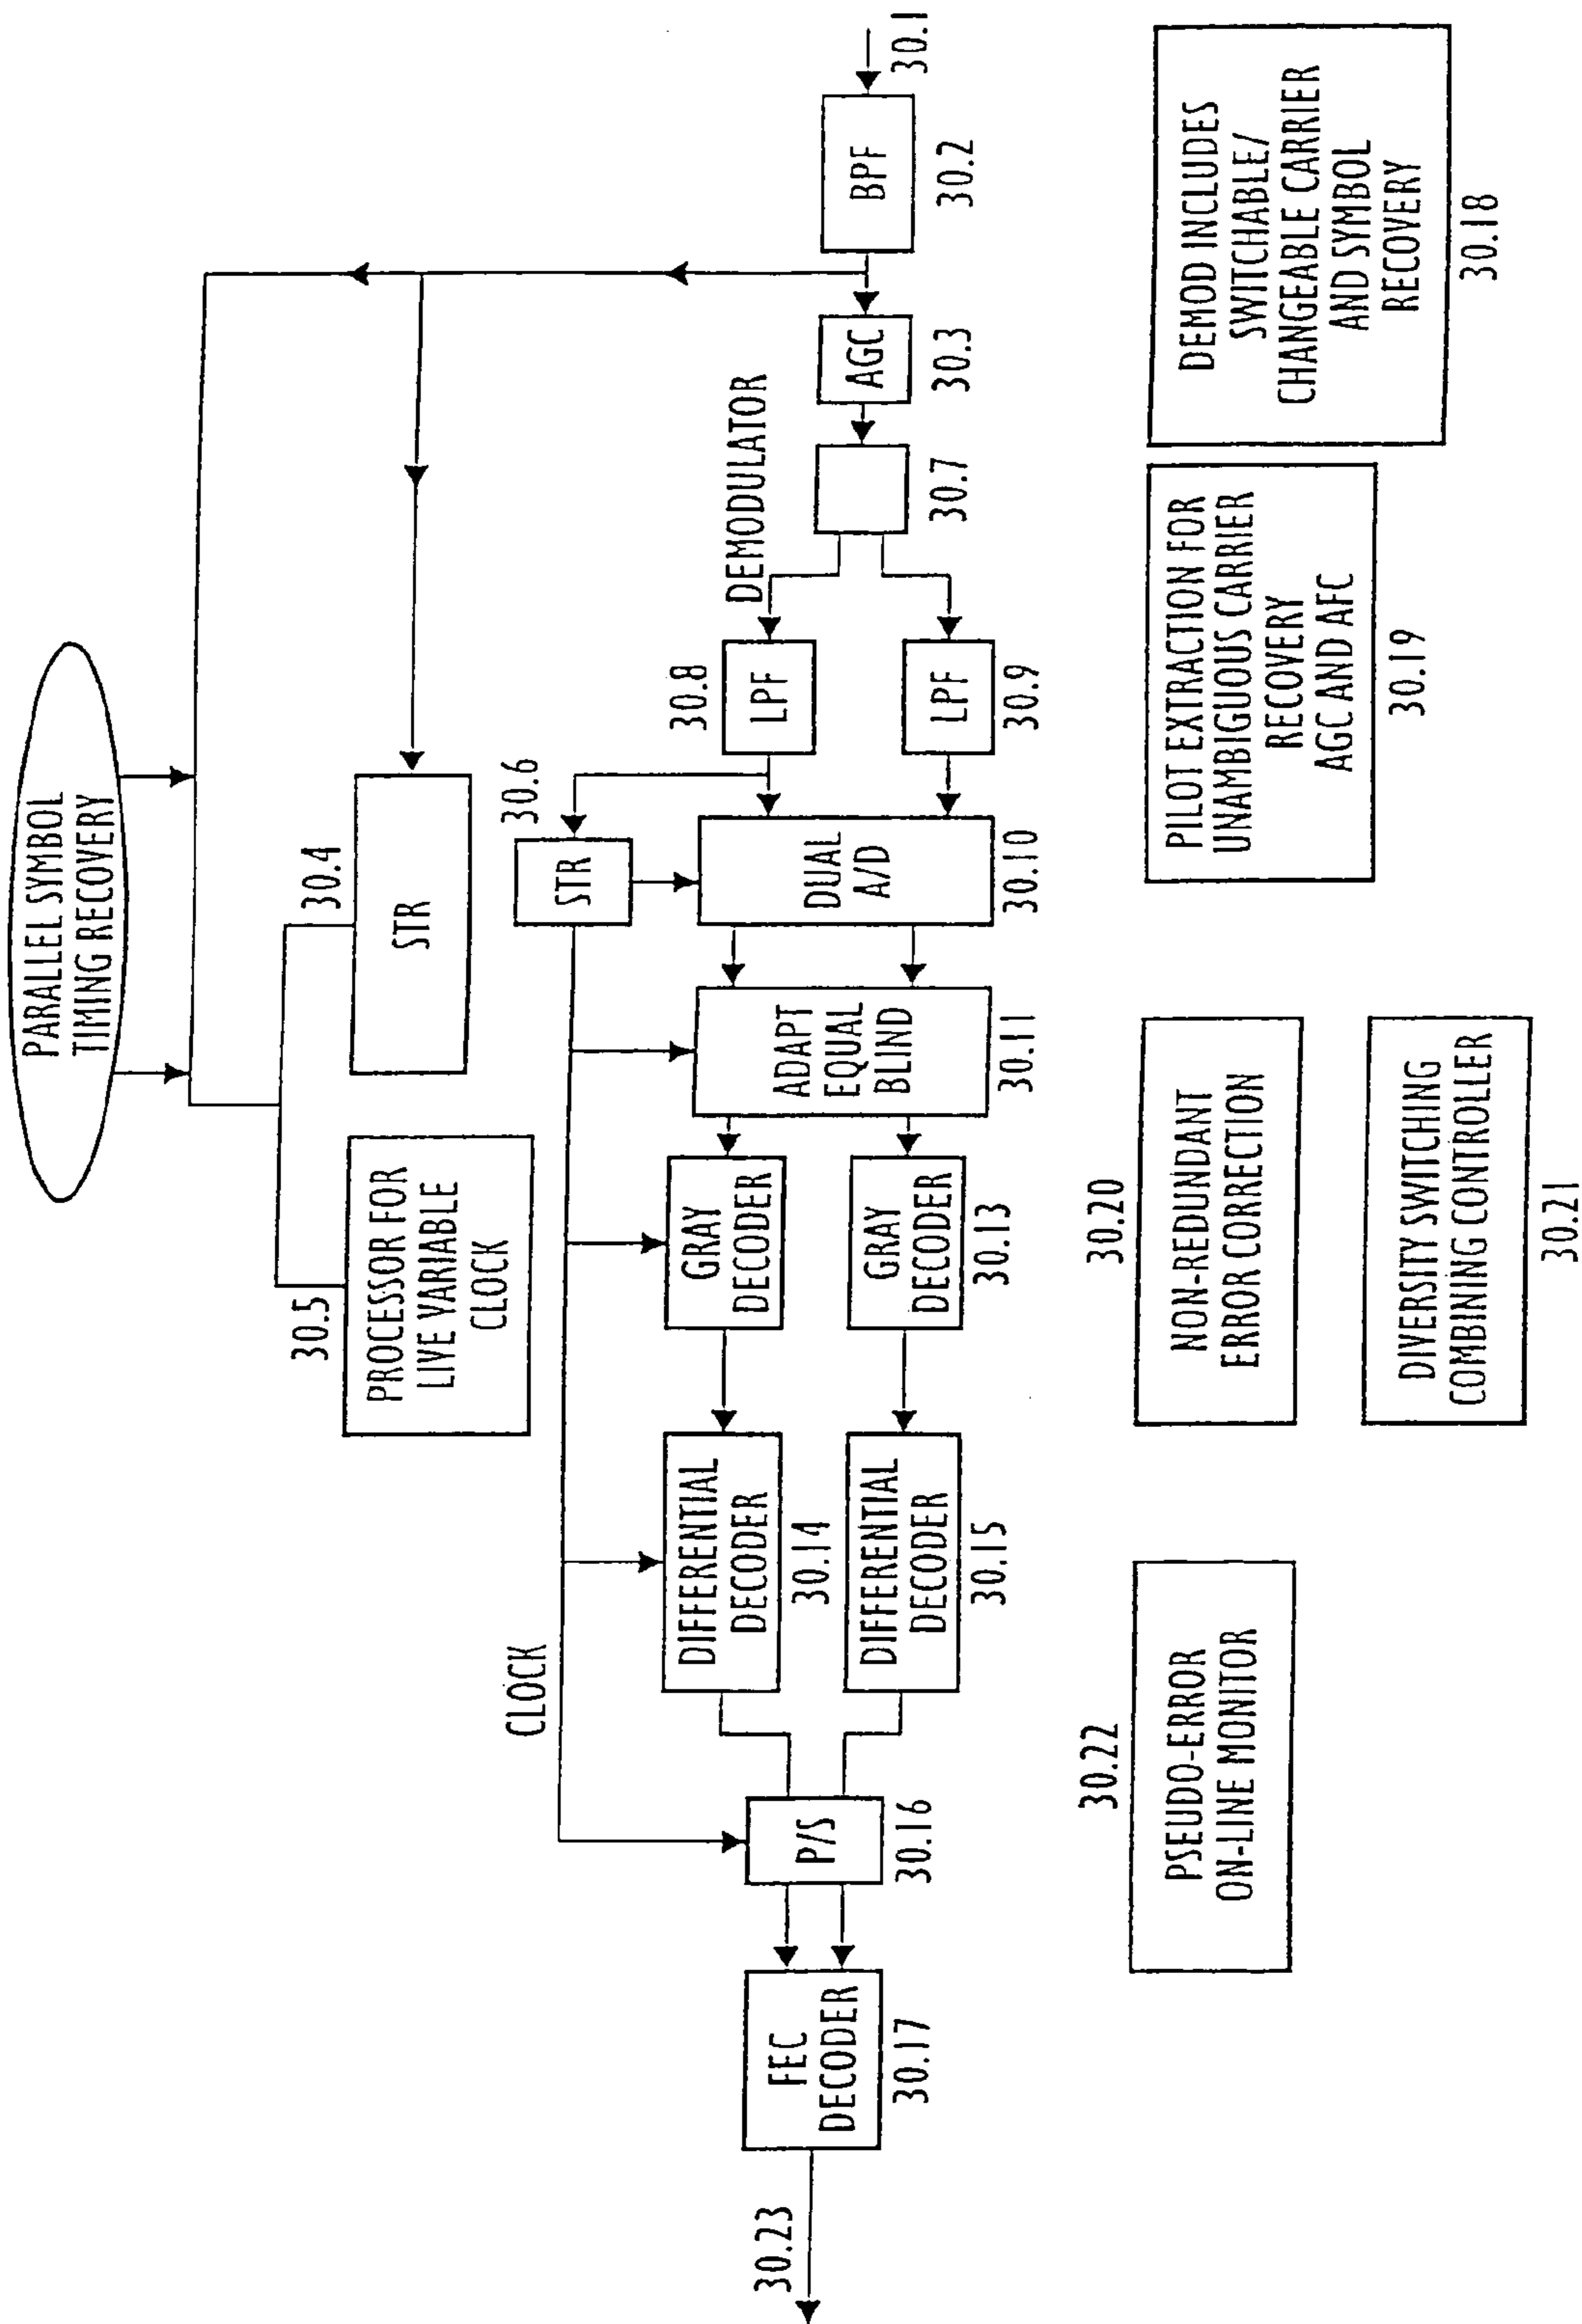 PARALLEL SYMBOL
TIMING RECOVERY
30.5
PROCESSOR FOR
LIVE VARIABLE
CLOCK
30.4
STR
CLOCK
STR
30.6
DEMODULATOR
30.23
FEC
DECODER
30.17
P/S
30.16
DIFFERENTIAL
DECODER
30.14
DIFFERENTIAL
DECODER
30.15
GRAY
DECODER
GRAY
DECODER
30.13
ADAPT
EQUAL
BLIND
30.11
DUAL
A/D
30.10
30.8
LPF
LPF
30.9
30.7
AGC
30.3
BPF
30.2
30.1
30.22
PSEUDO-ERROR
ON-LINE MONITOR
30.20
NON-REDUNDANT
ERROR CORRECTION
DIVERSITY SWITCHING
COMBINING CONTROLLER
30.21
PILOT EXTRACTION FOR
UNAMBIGUOUS CARRIER
RECOVERY
AGC AND AFC
30.19
DEMOD INCLUDES
SWITCHABLE/
CHANGEABLE CARRIER
AND SYMBOL
RECOVERY
30.18